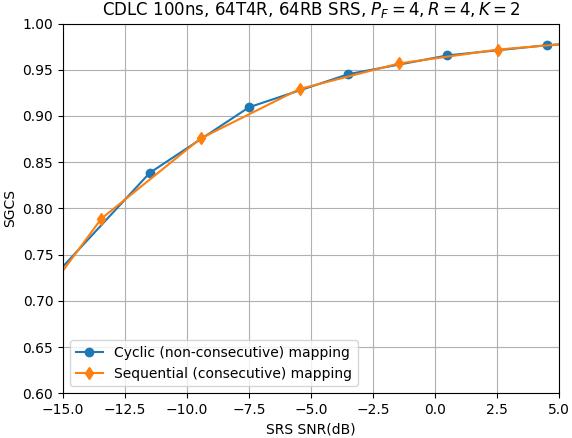 CDLC 100ns, 64T4R, 64RB SRS, P_F = 4, R = 4, K = 2
1.00
0.95
0.90
0.85
0.80
0.75
0.70
0.65
0.60
SGCS
Cyclic (non-consecutive) mapping
Sequential (consecutive) mapping
−15.0 −12.5 −10.0 −7.5 −5.0 −2.5 0.0 2.5 5.0
SRS SNR(dB)